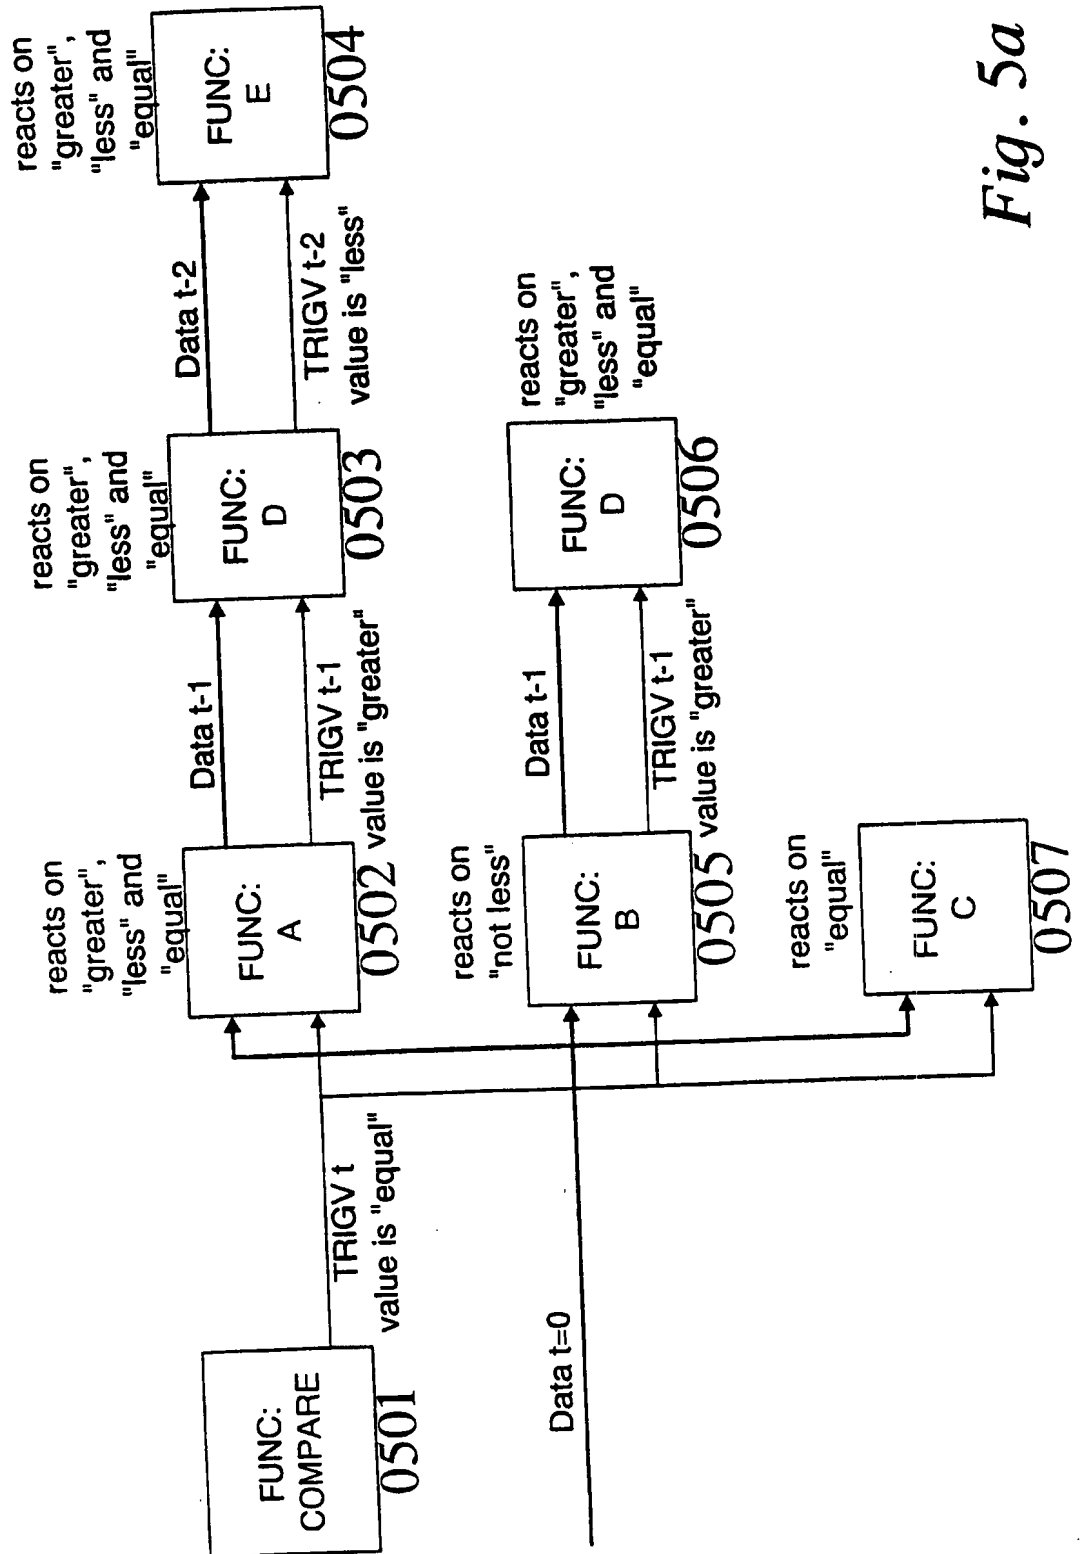 FUNC:
COMPARE
0501
TRIGV t
value is "equal"
Data t=0
reacts on
"greater",
"less" and
"equal"
FUNC:
A
0502
Data t-1
TRIGV t-1
value is "greater"
reacts on
"greater",
"less" and
"equal"
FUNC:
D
0503
Data t-2
TRIGV t-2
value is "less"
reacts on
"greater",
"less" and
"equal"
FUNC:
E
0504
reacts on
"not less"
FUNC:
B
0505
Data t-1
TRIGV t-1
value is "greater"
reacts on
"greater",
"less" and
"equal"
FUNC:
D
0506
reacts on
"equal"
FUNC:
C
0507
Fig. 5a